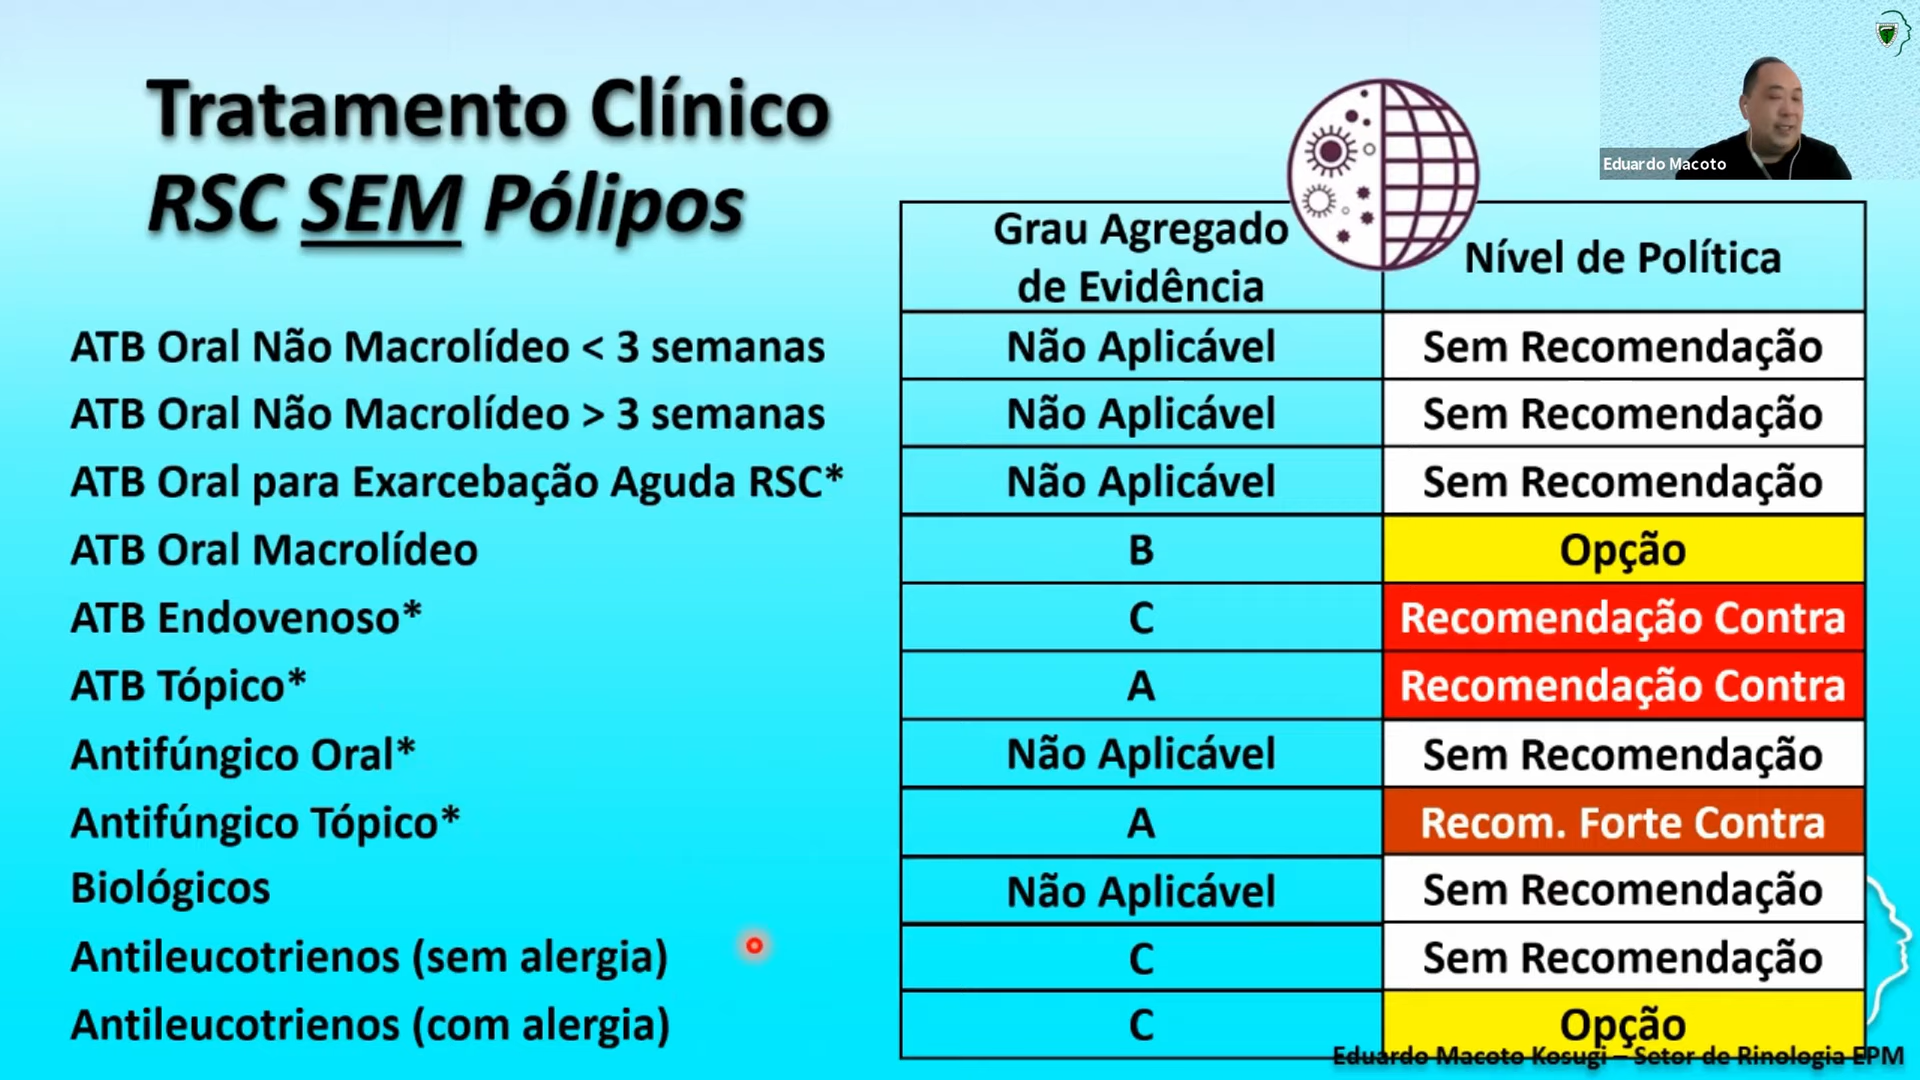 Tratamento Clínico
RSC SEM Pólipos
Eduardo Macoto
Grau Agregado de Evidência
Nível de Política
ATB Oral Não Macrolídeo < 3 semanas Não Aplicável Sem Recomendação
ATB Oral Não Macrolídeo > 3 semanas Não Aplicável Sem Recomendação
ATB Oral para Exarcebação Aguda RSC* Não Aplicável Sem Recomendação
ATB Oral Macrolídeo B Opção
ATB Endovenoso* C Recomendação Contra
ATB Tópico* A Recomendação Contra
Antifúngico Oral* Não Aplicável Sem Recomendação
Antifúngico Tópico* A Recom. Forte Contra
Biológicos Não Aplicável Sem Recomendação
Antileucotrienos (sem alergia) C Sem Recomendação
Antileucotrienos (com alergia) C Opção
Eduardo Macoto Kosugi – Setor de Rinologia EPM